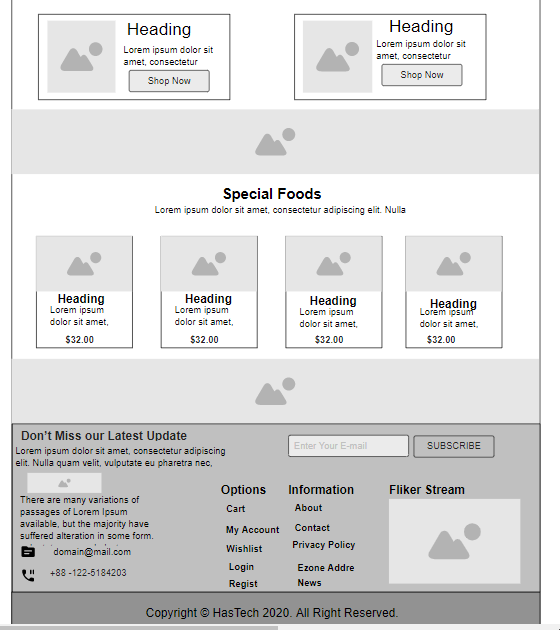 Heading
Lorem ipsum dolor sit
amet, consectetur
Shop Now
Heading
Lorem ipsum dolor sit
amet, consectetur
Shop Now
Special Foods
Lorem ipsum dolor sit amet, consectetur adipiscing elit. Nulla
Heading
Lorem ipsum
dolor sit amet,
$32.00
Heading
Lorem ipsum
dolor sit amet,
$32.00
Heading
Lorem ipsum
dolor sit amet,
$32.00
Heading
Lorem ipsum
dolor sit amet,
$32.00
Don't Miss our Latest Update
Lorem ipsum dolor sit amet, consectetur adipiscing
elit. Nulla quam velit, vulputate eu pharetra nec,
Enter Your E-mail
SUBSCRIBE
There are many variations of
passages of Lorem Ipsum
available, but the majority have
suffered alteration in some form.
domain@mail.com
+88 -122-5184203
Options
Cart
My Account
Wishlist
Login
Regist
Information
About
Contact
Privacy Policy
Ezone Addre
News
Fliker Stream
Copyright © HasTech 2020. All Right Reserved.